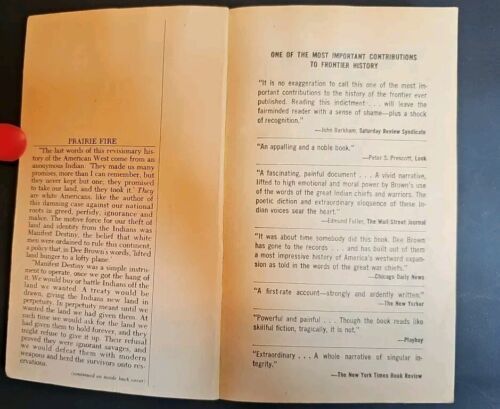 PRAIRIE FIRE
"The last words of this revisionary his-
tory of the American West come from an
anonymous Indian. 'They made us many
promises, more than I can remember, but
they never kept but one; they promised
to take our land, and they took it.' They
are white Americans, like the author of
this damning case against our national
roots in greed, perfidy, ignorance and
malice. The motive force for our theft of
land and identity from the Indians was
Manifest Destiny, the belief that white
men were ordained to rule this continent,
a policy that, in Dee Brown's words, 'lifted
land hunger to a lofty plane.'
"Manifest Destiny was a simple instru-
ment to operate, once we got the hang of
it. We would buy or battle Indians off the
land we wanted. A treaty would be
drawn, giving the Indians new land in
perpetuity. In perpetuity meant until we
wanted the land we had given them. At
such time we would ask for the land we
had given them to hold forever, and they
might refuse to give it up. Their refusal
proved they were ignorant savages, and
we would defeat them with modern
weapons and herd the survivors onto res-
ervations.
(continued on inside back cover)
ONE OF THE MOST IMPORTANT CONTRIBUTIONS
TO FRONTIER HISTORY
"It is no exaggeration to call this one of the most im-
portant contributions to the history of the frontier ever
published. Reading this indictment . . . will leave the
fairminded reader with a sense of shame—plus a shock
of recognition."
—John Barkham, Saturday Review Syndicate
"An appalling and noble book."
—Peter S. Prescott, Look
"A fascinating, painful document . . . A vivid narrative,
lifted to high emotional and moral power by Brown's use
of the words of the great Indian chiefs and warriors. The
poetic diction and extraordinary eloquence of these In-
dian voices sear the heart."
—Edmund Fuller, The Wall Street Journal
"It was about time somebody did this book. Dee Brown
has gone to the records . . . and has built out of them
a most impressive history of America's westward expan-
sion as told in the words of the great war chiefs."
—Chicago Daily News
"A first-rate account—strongly and ardently written."
—The New Yorker
"Powerful and painful . . . Though the book reads like
skillful fiction, tragically, it is not."
—Playboy
"Extraordinary . . . A whole narrative of singular in-
tegrity."
—The New York Times Book Review